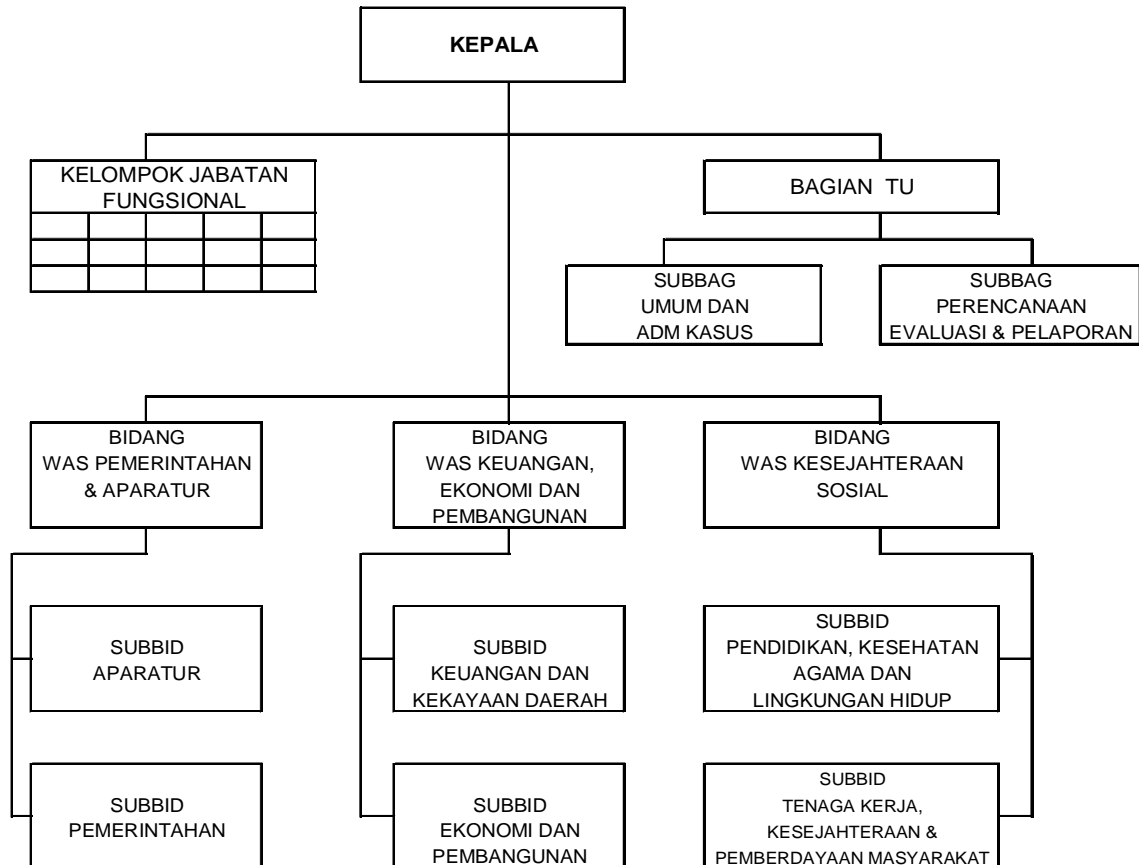 KEPALA
KELOMPOK JABATAN
FUNGSIONAL
BAGIAN TU
SUBBAG
UMUM DAN
ADM KASUS
SUBBAG
PERENCANAAN
EVALUASI & PELAPORAN
BIDANG
WAS PEMERINTAHAN
& APARATUR
BIDANG
WAS KEUANGAN,
EKONOMI DAN
PEMBANGUNAN
BIDANG
WAS KESEJAHTERAAN
SOSIAL
SUBBID
APARATUR
SUBBID
KEUANGAN DAN
KEKAYAAN DAERAH
SUBBID
PENDIDIKAN, KESEHATAN
AGAMA DAN
LINGKUNGAN HIDUP
SUBBID
PEMERINTAHAN
SUBBID
EKONOMI DAN
PEMBANGUNAN
SUBBID
TENAGA KERJA,
KESEJAHTERAAN &
PEMBERDAYAAN MASYARAKAT